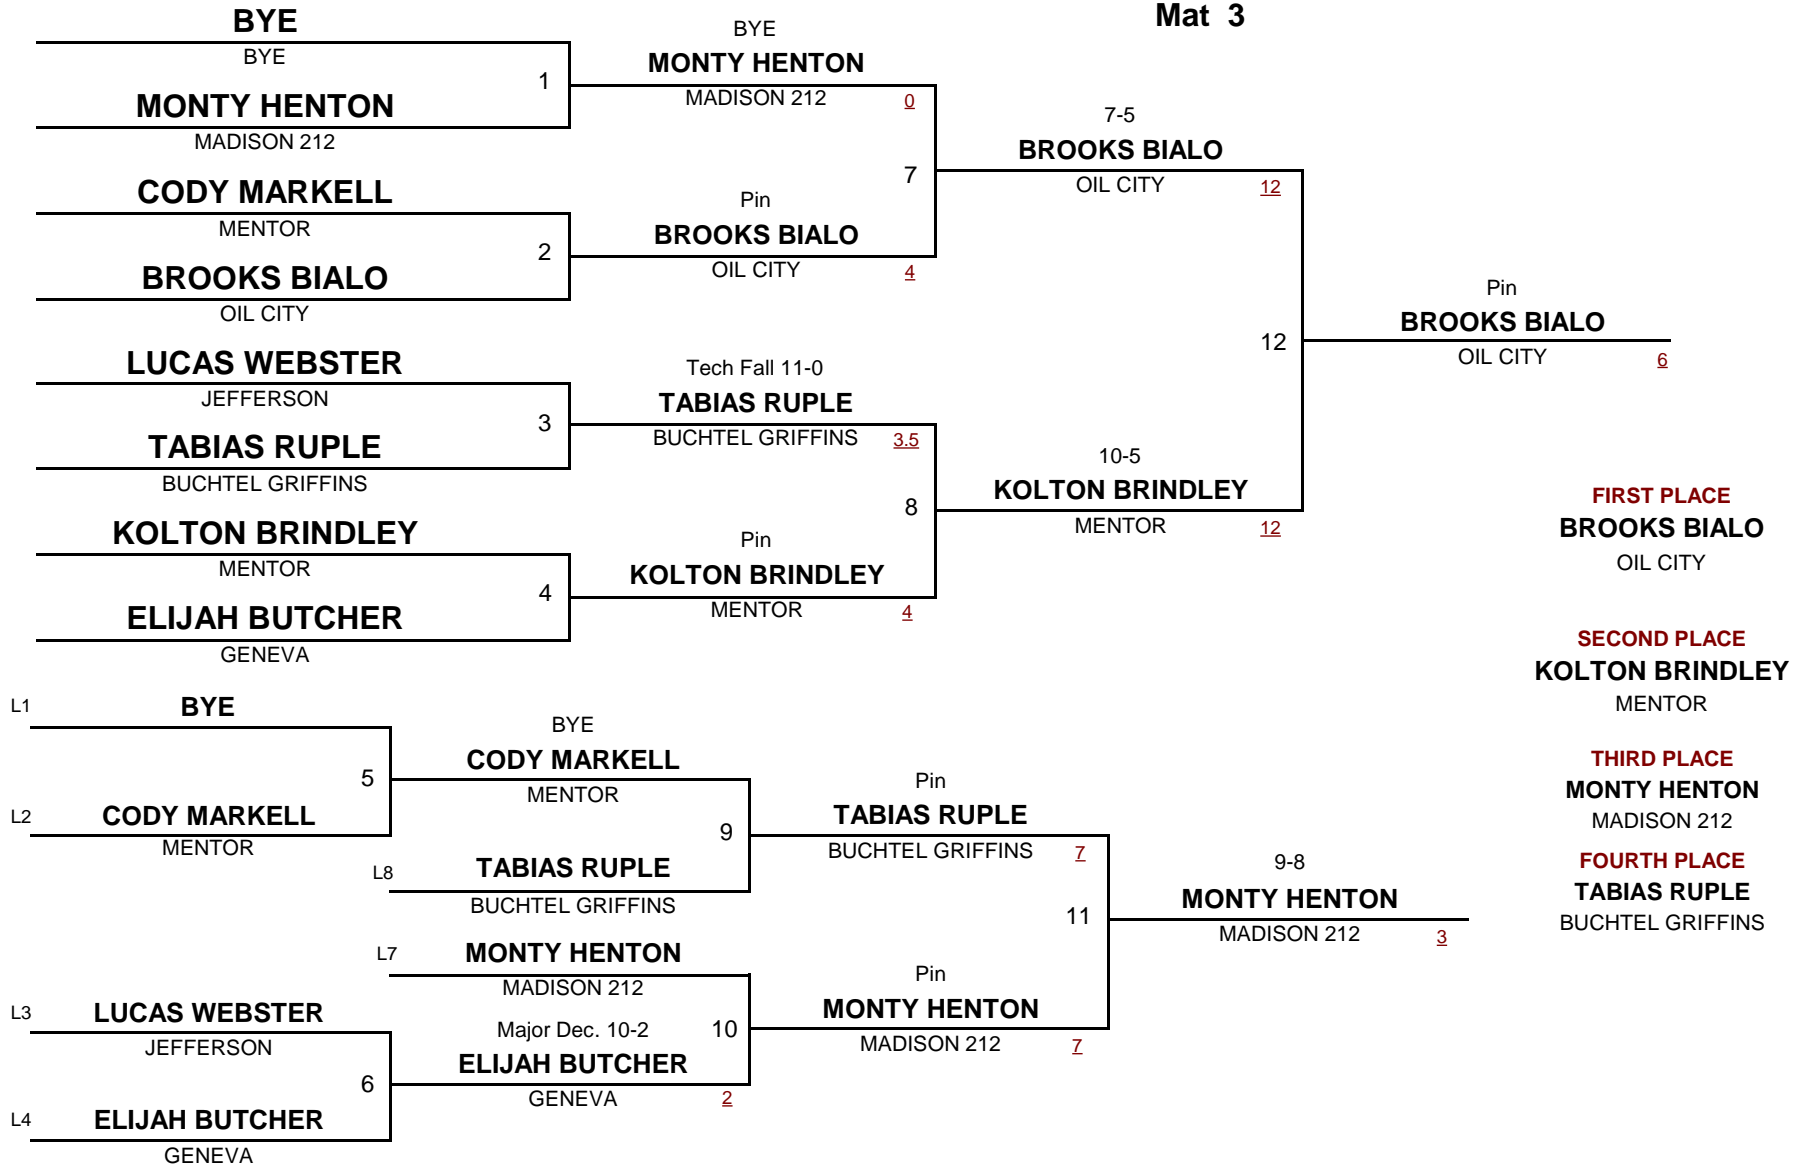 Mat 3
BYE
BYE
1
MONTY HENTON
MADISON 212
CODY MARKELL
MENTOR
2
BROOKS BIALO
OIL CITY
LUCAS WEBSTER
JEFFERSON
3
TABIAS RUPLE
BUCHTEL GRIFFINS
KOLTON BRINDLEY
MENTOR
4
ELIJAH BUTCHER
GENEVA
BYE
MONTY HENTON
MADISON 212 0
7
Pin
BROOKS BIALO
OIL CITY 4
Tech Fall 11-0
TABIAS RUPLE
BUCHTEL GRIFFINS 3.5
8
Pin
KOLTON BRINDLEY
MENTOR 4
7-5
BROOKS BIALO
OIL CITY 12
12
10-5
KOLTON BRINDLEY
MENTOR 12
Pin
BROOKS BIALO
OIL CITY 6
FIRST PLACE
BROOKS BIALO
OIL CITY
SECOND PLACE
KOLTON BRINDLEY
MENTOR
THIRD PLACE
MONTY HENTON
MADISON 212
FOURTH PLACE
TABIAS RUPLE
BUCHTEL GRIFFINS
L1 BYE
5
L2 CODY MARKELL
MENTOR
L3 LUCAS WEBSTER
JEFFERSON
6
L4 ELIJAH BUTCHER
GENEVA
BYE
CODY MARKELL
MENTOR
9
L8 TABIAS RUPLE
BUCHTEL GRIFFINS
L7 MONTY HENTON
MADISON 212
Major Dec. 10-2 10
ELIJAH BUTCHER
GENEVA 2
Pin
TABIAS RUPLE
BUCHTEL GRIFFINS 7
11
Pin
MONTY HENTON
MADISON 212 7
9-8
MONTY HENTON
MADISON 212 3